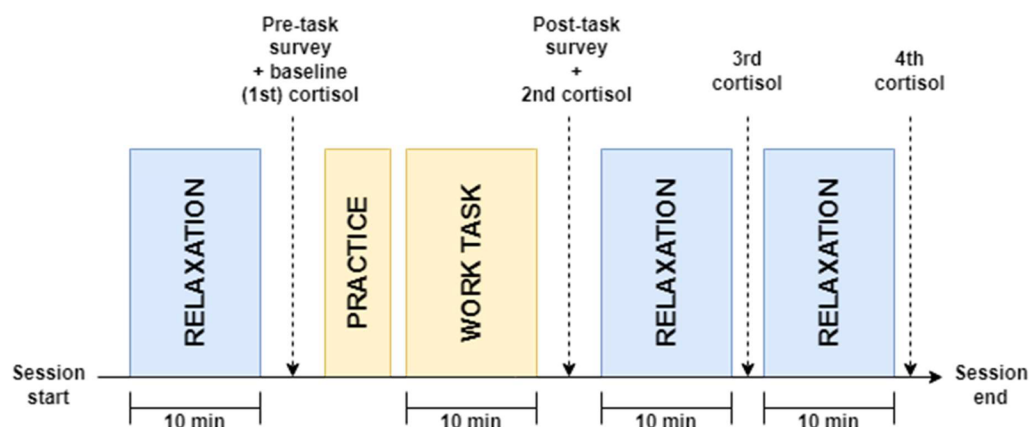 Pre-task
survey
+ baseline
(1st) cortisol
Post-task
survey
+
2nd cortisol
3rd
cortisol
4th
cortisol
RELAXATION
PRACTICE
WORK TASK
RELAXATION
RELAXATION
Session
start
Session
end
10 min
10 min
10 min
10 min